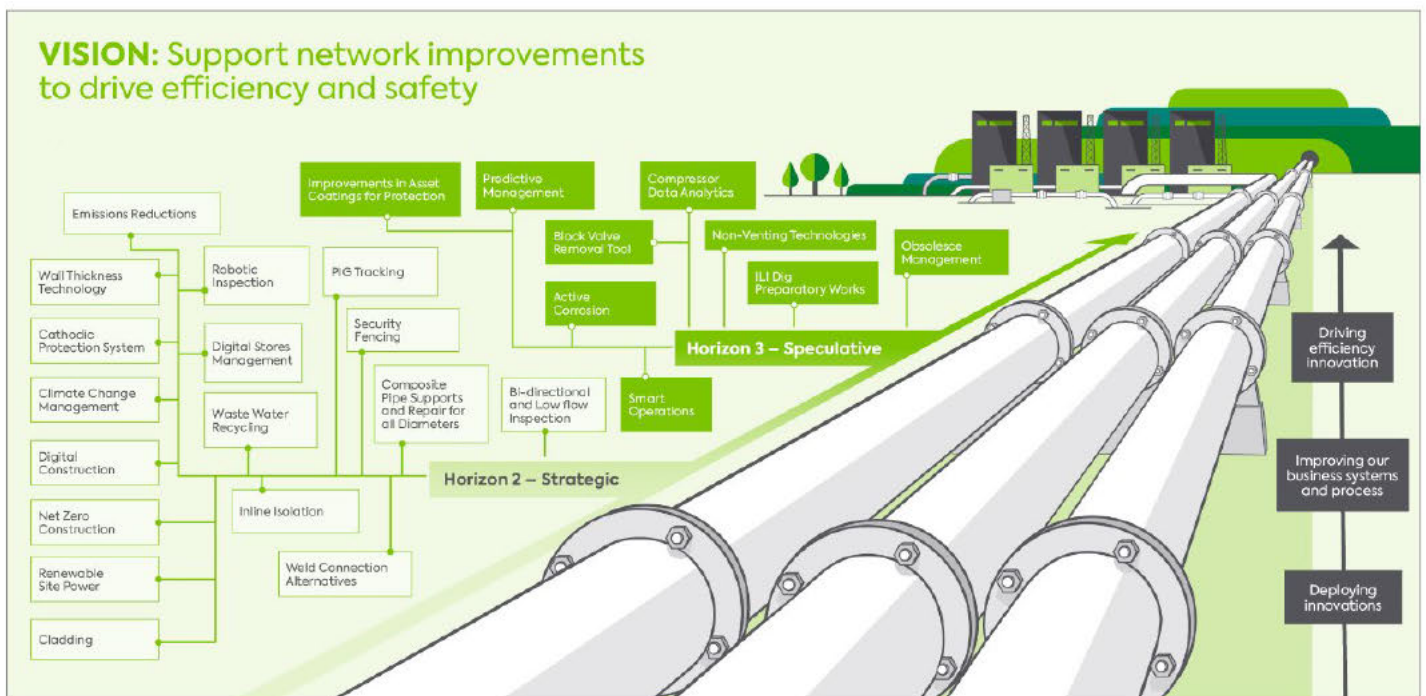 VISION: Support network improvements
to drive efficiency and safety
Improvements in Asset
Coatings for Protection
Predictive
Management
Compressor
Data Analytics
Block Valve
Removal Tool
Non-Venting Technologies
Obsolesce
Management
ILI Dig
Preparatory Works
Active
Corrosion
Horizon 3 – Speculative
Smart
Operations
Emissions Reductions
Wall Thickness
Technology
Robotic
Inspection
PIG Tracking
Cathodic
Protection System
Digital Stores
Management
Security
Fencing
Climate Change
Management
Waste Water
Recycling
Composite
Pipe Supports
and Repair for
all Diameters
Bi-directional
and Low flow
Inspection
Digital
Construction
Horizon 2 – Strategic
Net Zero
Construction
Inline Isolation
Renewable
Site Power
Weld Connection
Alternatives
Cladding
Driving
efficiency
innovation
Improving our
business systems
and process
Deploying
innovations